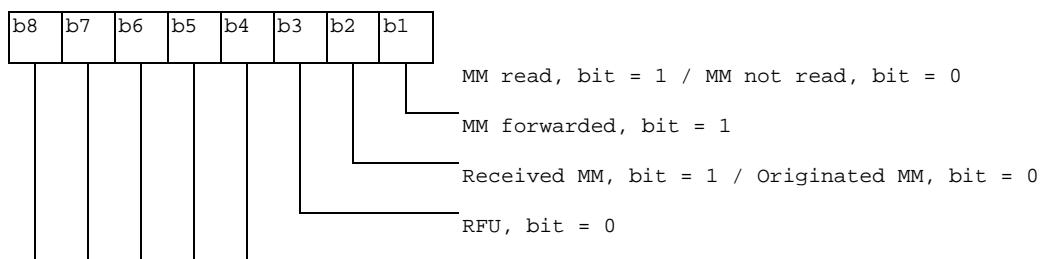 b8 b7 b6 b5 b4 b3 b2 b1
MM read, bit = 1 / MM not read, bit = 0
MM forwarded, bit = 1
Received MM, bit = 1 / Originated MM, bit = 0
RFU, bit = 0